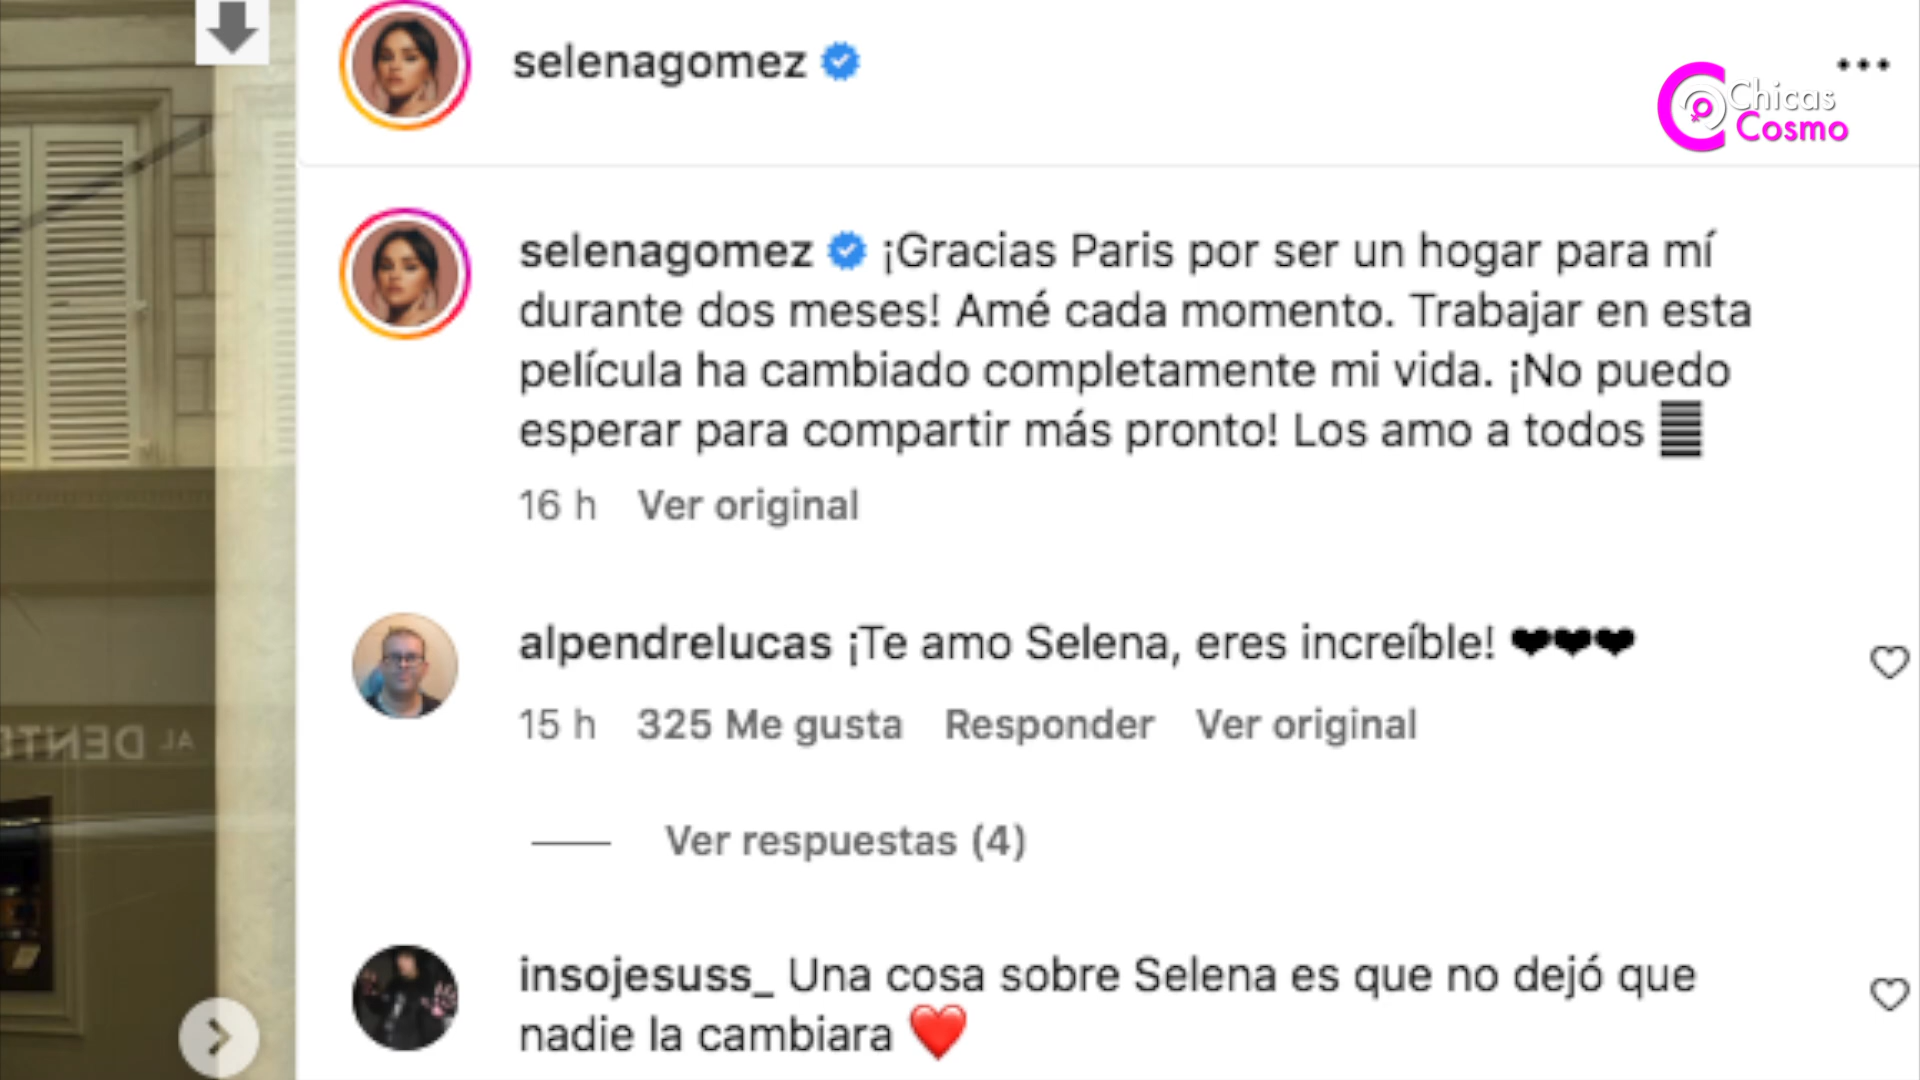 selenagomez
Chicas
Cosmo
selenagomez ¡Gracias Paris por ser un hogar para mí
durante dos meses! Amé cada momento. Trabajar en esta
película ha cambiado completamente mi vida. ¡No puedo
esperar para compartir más pronto! Los amo a todos
16 h Ver original
alpendrelucas ¡Te amo Selena, eres increíble! ❤❤❤
15 h 325 Me gusta Responder Ver original
Ver respuestas (4)
AL DENTE
insojesuss_ Una cosa sobre Selena es que no dejó que
nadie la cambiara ❤️